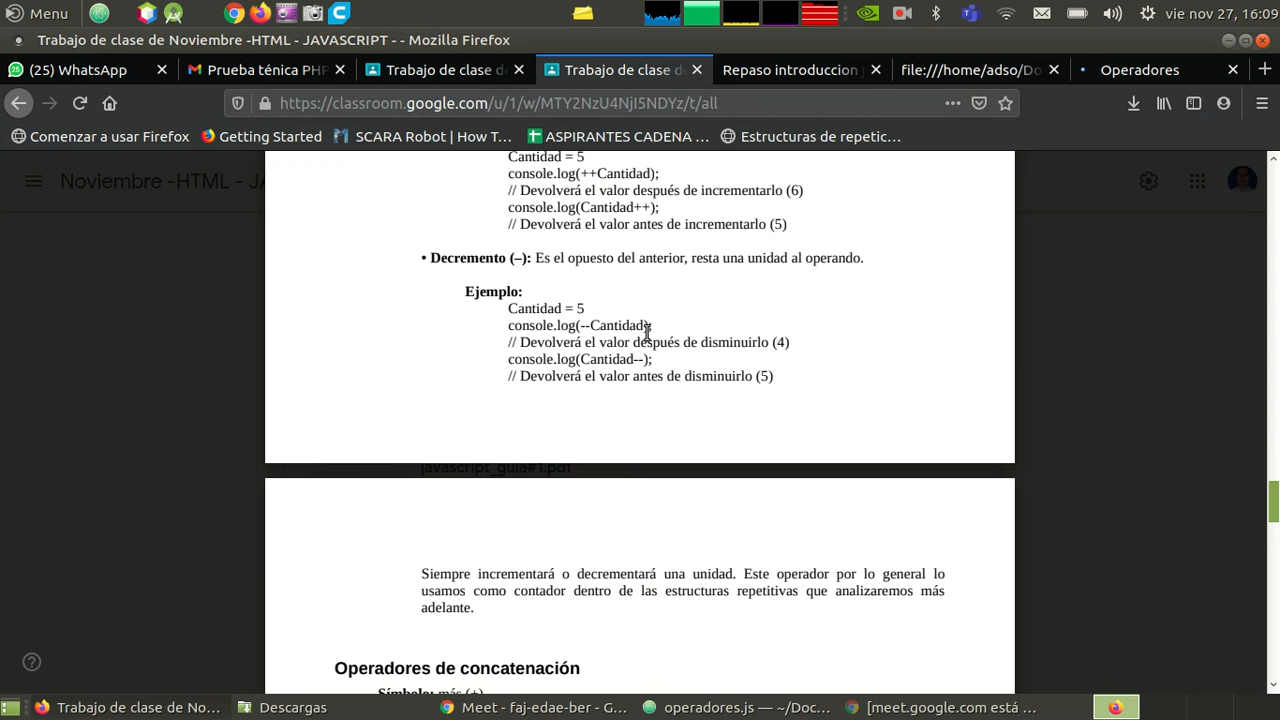 Menu
vie nov 27, 16:09
Trabajo de clase de Noviembre -HTML - JAVASCRIPT - - Mozilla Firefox
(25) WhatsApp
Prueba ténica PHP
Trabajo de clase d
Trabajo de clase de
Repaso introduccion
file:///home/adso/Do
Operadores
https://classroom.google.com/u/1/w/MTY2NzU4NjI5NDYz/t/all
Comenzar a usar Firefox
Getting Started
SCARA Robot | How T...
ASPIRANTES CADENA ...
Estructuras de repetic...
Noviembre -HTML - JA
Cantidad = 5
console.log(++Cantidad);
// Devolverá el valor después de incrementarlo (6)
console.log(Cantidad++);
// Devolverá el valor antes de incrementarlo (5)
• Decremento (–): Es el opuesto del anterior, resta una unidad al operando.
Ejemplo:
Cantidad = 5
console.log(--Cantidad);
// Devolverá el valor después de disminuirlo (4)
console.log(Cantidad--);
// Devolverá el valor antes de disminuirlo (5)
javascript_guia#1.pdf
Siempre incrementará o decrementará una unidad. Este operador por lo general lo
usamos como contador dentro de las estructuras repetitivas que analizaremos más
adelante.
Operadores de concatenación
Símbolo: más (+)
Trabajo de clase de No...
Descargas
Meet - faj-edae-ber - G...
operadores.js — ~/Doc...
[meet.google.com está ...